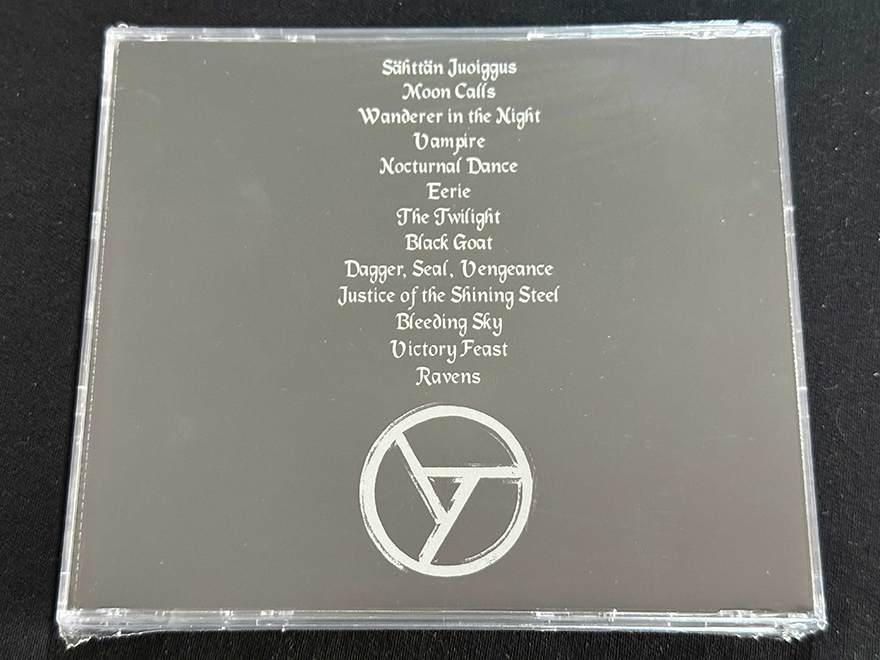 Sähttän Juoiggus
Moon Calls
Wanderer in the Night
Vampire
Nocturnal Dance
Eerie
The Twilight
Black Goat
Dagger, Seal, Vengeance
Justice of the Shining Steel
Bleeding Sky
Victory Feast
Ravens